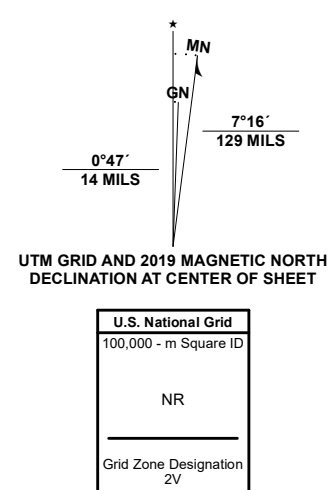 ★
MN
GN
7°16´
129 MILS
0°47´
14 MILS
UTM GRID AND 2019 MAGNETIC NORTH
DECLINATION AT CENTER OF SHEET
U.S. National Grid
100,000 - m Square ID
NR
Grid Zone Designation
2V